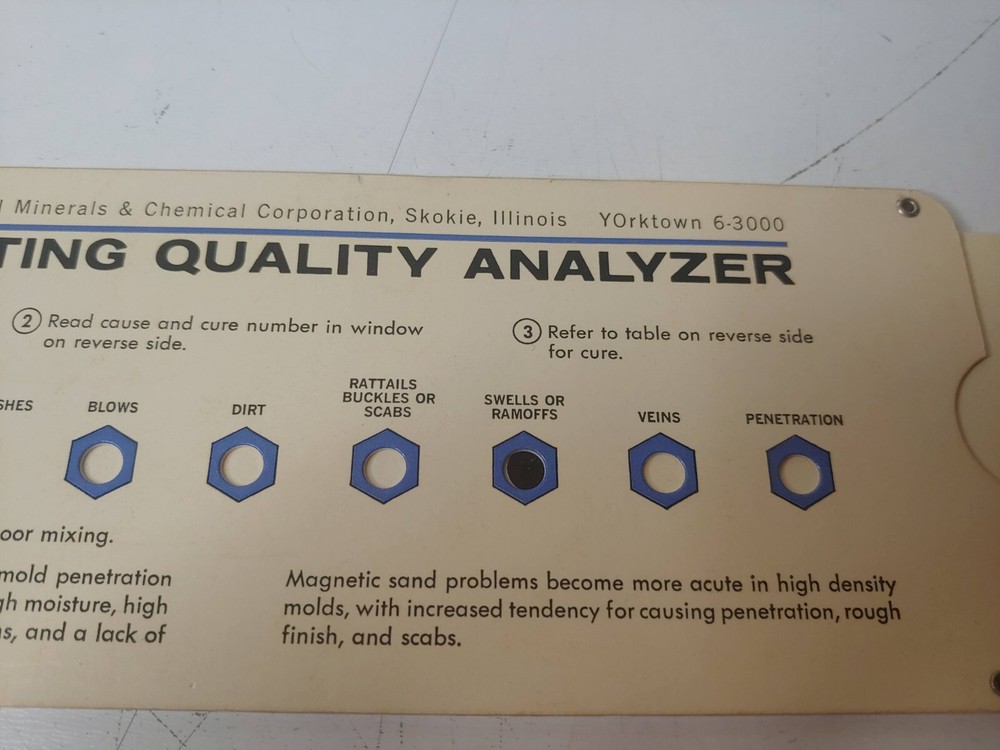 Minerals & Chemical Corporation, Skokie, Illinois YOrktown 6-3000
TING QUALITY ANALYZER
2 Read cause and cure number in window
on reverse side.
3 Refer to table on reverse side
for cure.
SHES
BLOWS
DIRT
RATTAILS
BUCKLES OR
SCABS
SWELLS OR
RAMOFFS
VEINS
PENETRATION
oor mixing.
mold penetration
gh moisture, high
s, and a lack of
Magnetic sand problems become more acute in high density
molds, with increased tendency for causing penetration, rough
finish, and scabs.